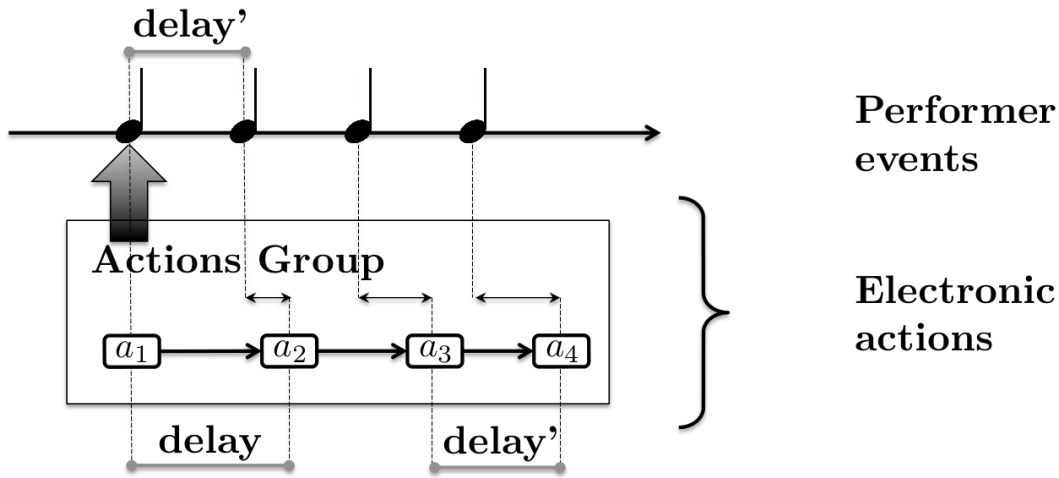 delay’
Performer
events
Actions Group
Electronic
actions
a1 a2 a3 a4
delay delay’